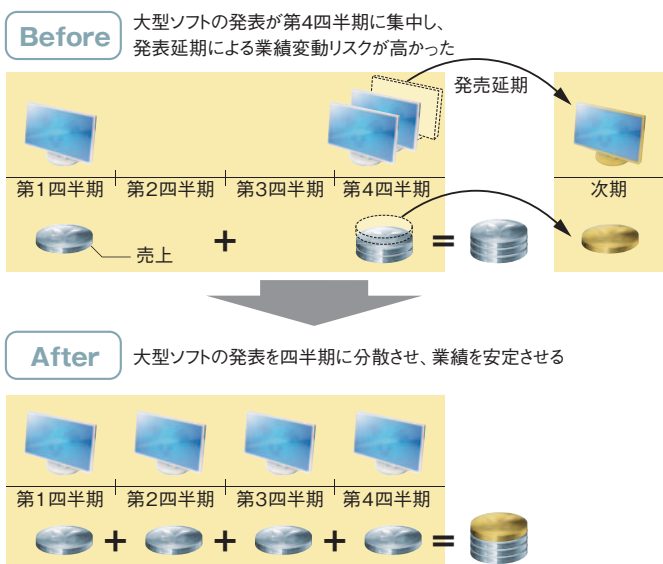 Before
大型ソフトの発表が第4四半期に集中し、
発表延期による業績変動リスクが高かった
発売延期
第1四半期 第2四半期 第3四半期 第4四半期 次期
売上
+ =
After
大型ソフトの発表を四半期に分散させ、業績を安定させる
第1四半期 第2四半期 第3四半期 第4四半期
+ + + =